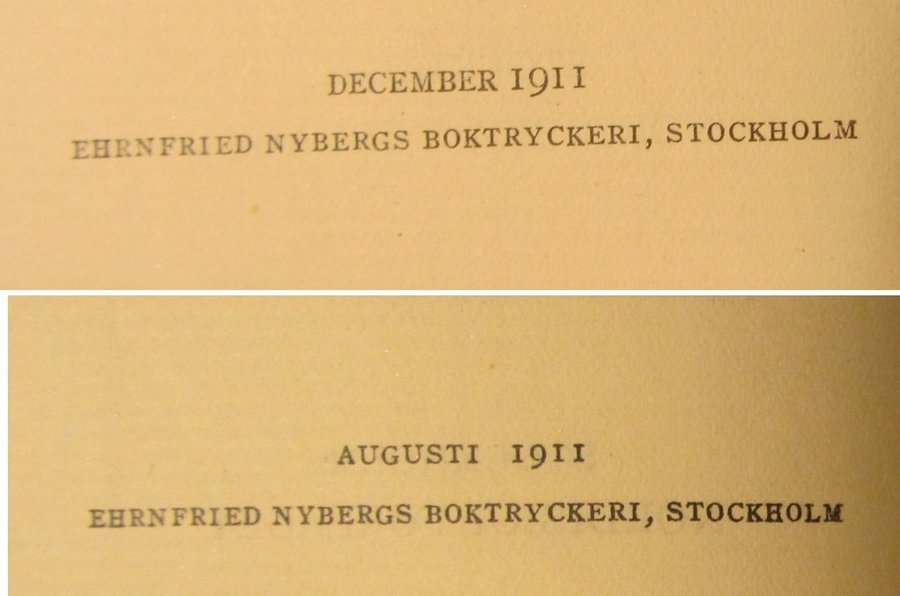 DECEMBER 1911
EHRNFRIED NYBERGS BOKTRYCKERI, STOCKHOLM
AUGUSTI 1911
EHRNFRIED NYBERGS BOKTRYCKERI, STOCKHOLM